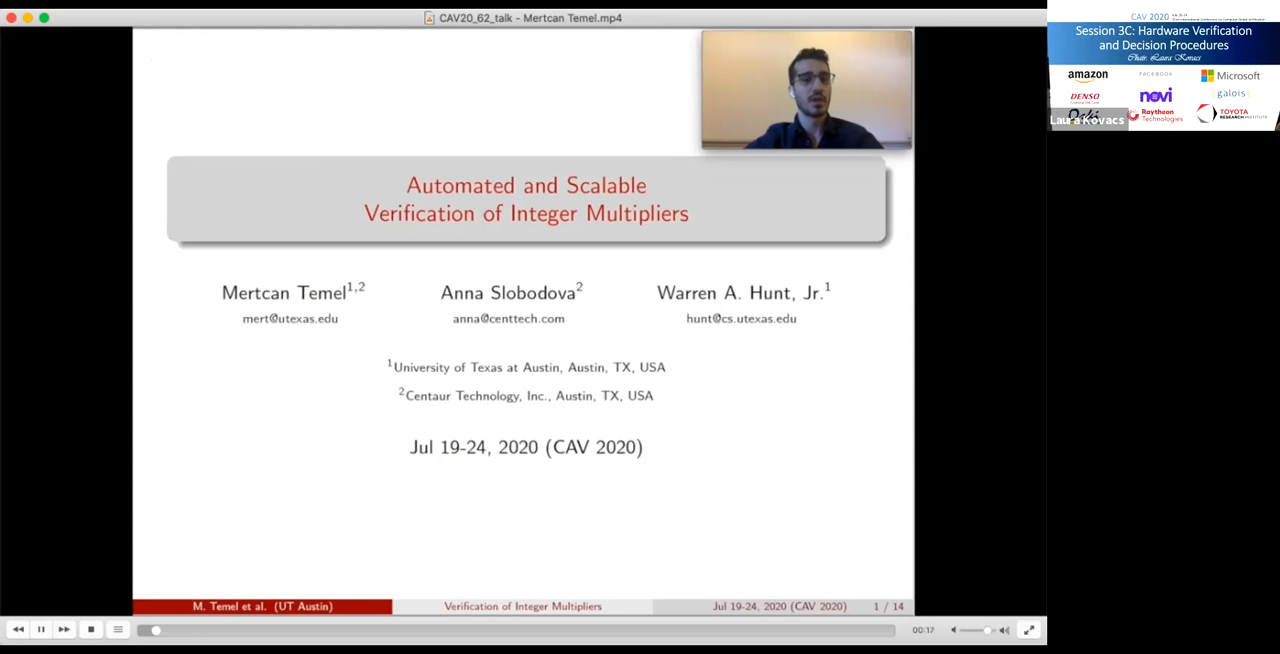 CAV20_62_talk - Mertcan Temel.mp4
Automated and Scalable
Verification of Integer Multipliers
Mertcan Temel1,2
Anna Slobodova2
Warren A. Hunt, Jr.1
mert@utexas.edu
anna@centtech.com
hunt@cs.utexas.edu
1University of Texas at Austin, Austin, TX, USA
2Centaur Technology, Inc., Austin, TX, USA
Jul 19-24, 2020 (CAV 2020)
M. Temel et al. (UT Austin)
Verification of Integer Multipliers
Jul 19-24, 2020 (CAV 2020)
1 / 14
00:17
CAV 2020
Session 3C: Hardware Verification
and Decision Procedures
Chair: Laura Kovacs
amazon
FACEBOOK
Microsoft
DENSO
novi
galois
Raytheon
Technologies
TOYOTA
RESEARCH INSTITUTE
Laura Kovacs